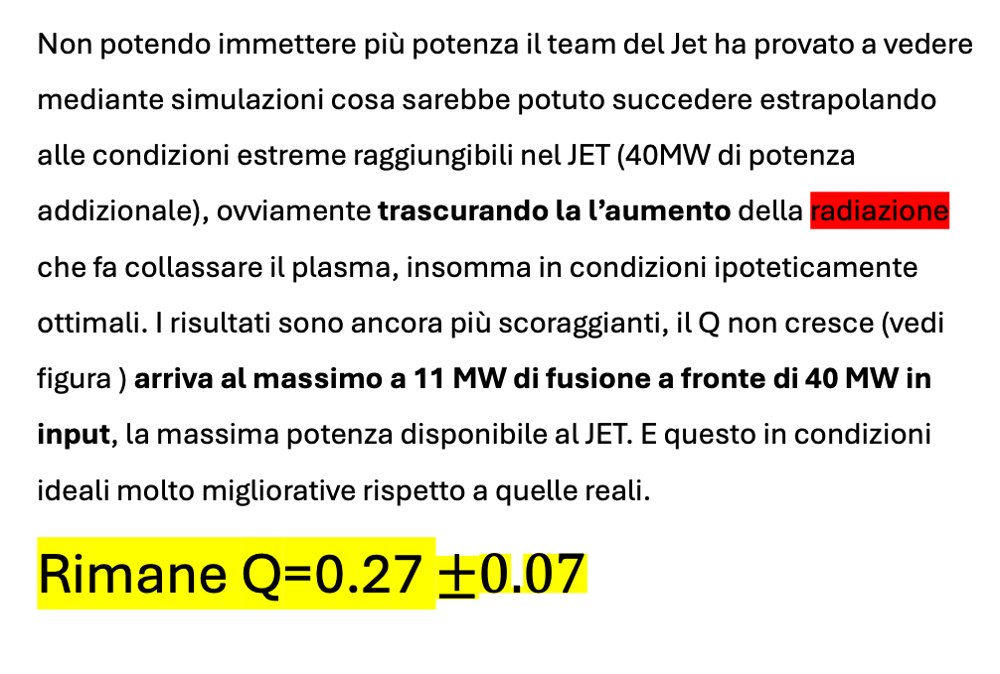 Non potendo immettere più potenza il team del Jet ha provato a vedere
mediante simulazioni cosa sarebbe potuto succedere estrapolando
alle condizioni estreme raggiungibili nel JET (40MW di potenza
addizionale), ovviamente trascurando la l’aumento della radiazione
che fa collassare il plasma, insomma in condizioni ipoteticamente
ottimali. I risultati sono ancora più scoraggianti, il Q non cresce (vedi
figura ) arriva al massimo a 11 MW di fusione a fronte di 40 MW in
input, la massima potenza disponibile al JET. E questo in condizioni
ideali molto migliorative rispetto a quelle reali.
Rimane Q=0.27 ±0.07